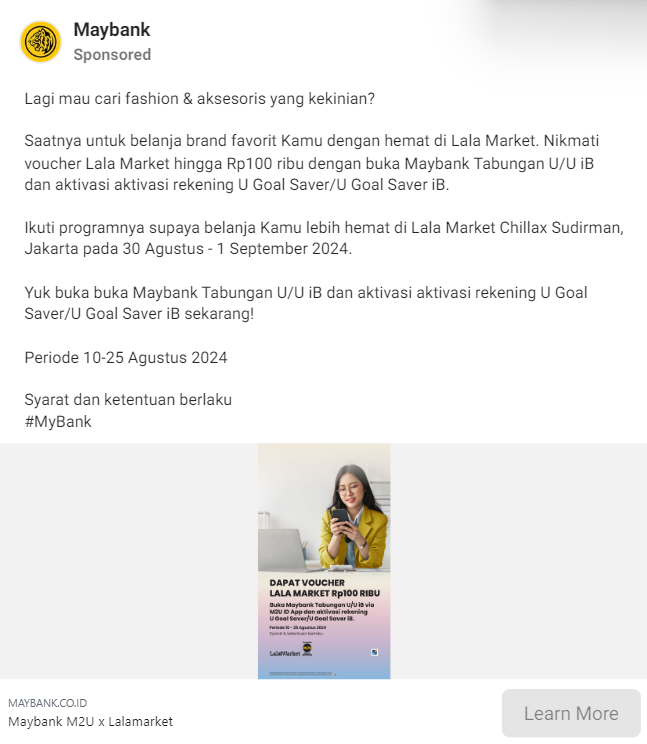 Maybank
Sponsored
Lagi mau cari fashion & aksesoris yang kekinian?
Saatnya untuk belanja brand favorit Kamu dengan hemat di Lala Market. Nikmati
voucher Lala Market hingga Rp100 ribu dengan buka Maybank Tabungan U/U iB
dan aktivasi aktivasi rekening U Goal Saver/U Goal Saver iB.
Ikuti programnya supaya belanja Kamu lebih hemat di Lala Market Chillax Sudirman,
Jakarta pada 30 Agustus - 1 September 2024.
Yuk buka buka Maybank Tabungan U/U iB dan aktivasi aktivasi rekening U Goal
Saver/U Goal Saver iB sekarang!
Periode 10-25 Agustus 2024
Syarat dan ketentuan berlaku
#MyBank
DAPAT VOUCHER
LALA MARKET Rp100 RIBU
Buka Maybank Tabungan U/U iB via
M2U ID App dan aktivasi rekening
U Goal Saver/U Goal Saver iB.
Syarat & ketentuan berlaku.
LalaMarket
MAYBANK.CO.ID
Maybank M2U x Lalamarket
Learn More